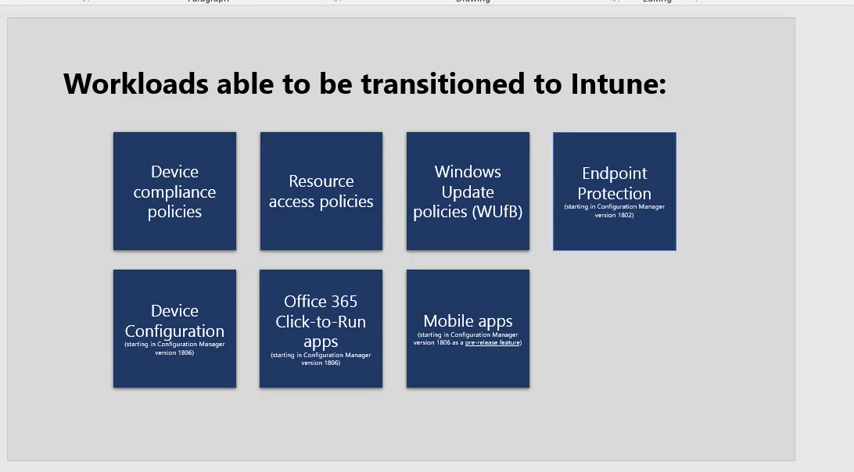 Paragraph
Drawing
Editing
Workloads able to be transitioned to Intune:
Device
compliance
policies
Resource
access policies
Windows
Update
policies (WUfB)
Endpoint
Protection
(starting in Configuration Manager
version 1802)
Device
Configuration
(starting in Configuration Manager
version 1806)
Office 365
Click-to-Run
apps
(starting in Configuration Manager
version 1806)
Mobile apps
(starting in Configuration Manager
version 1806 as a pre-release feature)